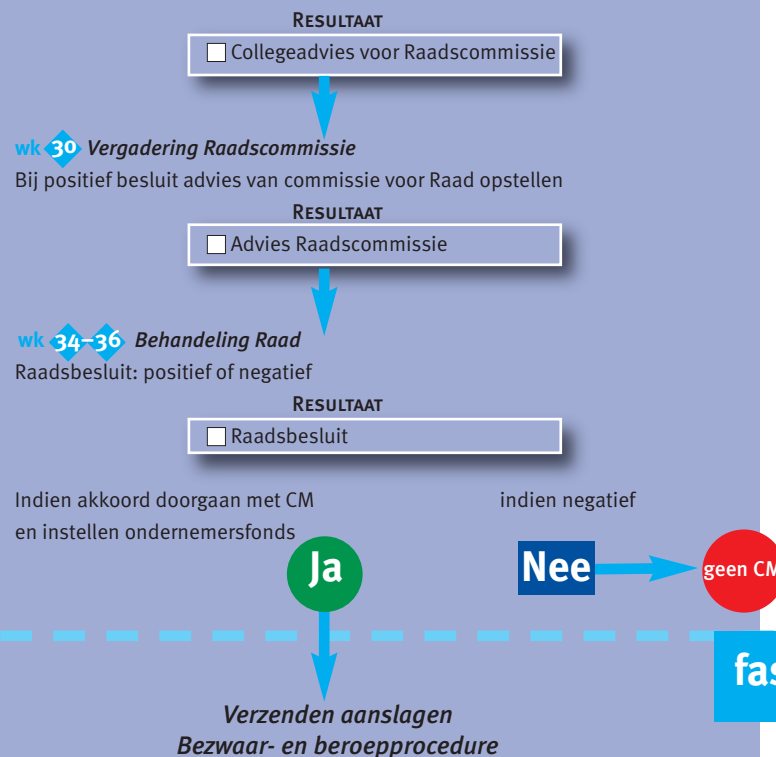 RESULTAAT
Collegeadvies voor Raadscommissie
wk 30 Vergadering Raadscommissie
Bij positief besluit advies van commissie voor Raad opstellen
RESULTAAT
Advies Raadscommissie
wk 34–36 Behandeling Raad
Raadsbesluit: positief of negatief
RESULTAAT
Raadsbesluit
Indien akkoord doorgaan met CM
en instellen ondernemersfonds
indien negatief
Ja
Nee
geen CM
fas
Verzenden aanslagen
Bezwaar- en beroepprocedure